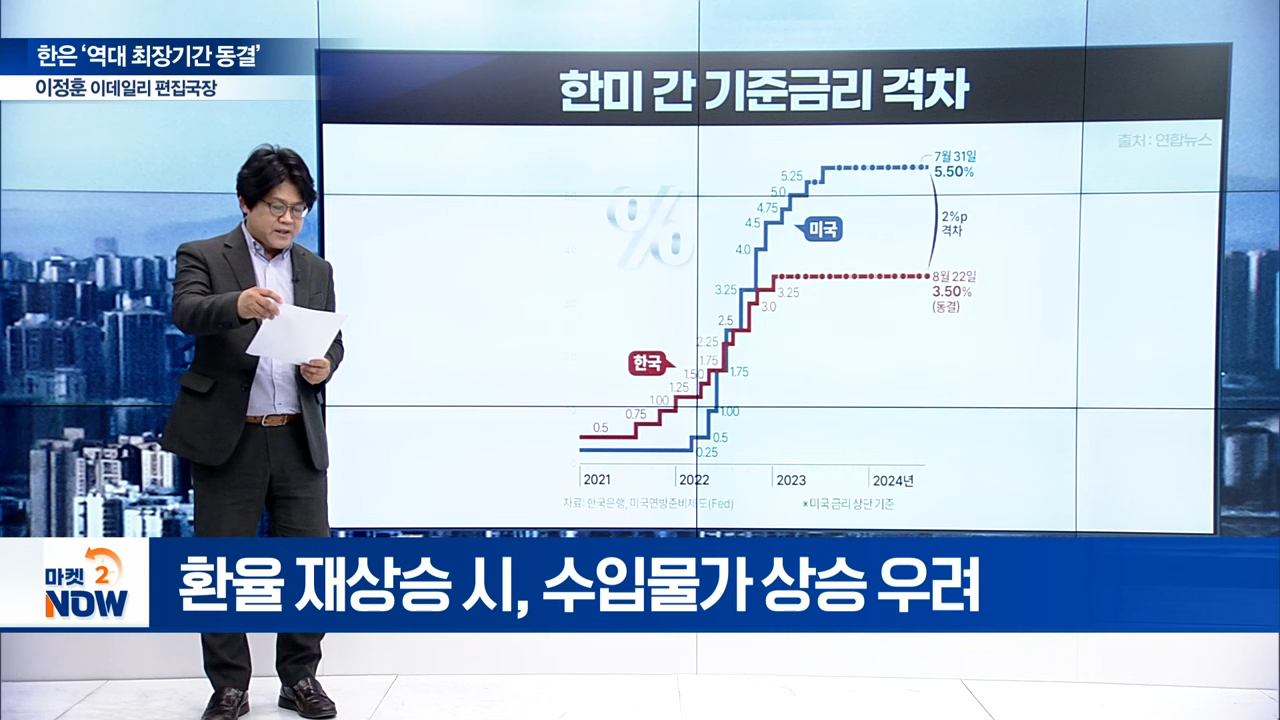 한은 ‘역대 최장기간 동결’
이정훈 이데일리 편집국장
한미 간 기준금리 격차
출처 : 연합뉴스
%
7월 31일
5.50%
5.25
5.0
4.75
4.5
미국
2%p
격차
4.0
8월 22일
3.50%
(동결)
3.25
3.25
3.0
2.5
2.25
한국
1.75
1.50
1.75
1.25
1.00
1.00
0.75
0.5
0.5
0.25
2021
2022
2023
2024년
자료: 한국은행, 미국연방준비제도(Fed)
*미국 금리 상단 기준
마켓 2
NOW
환율 재상승 시, 수입물가 상승 우려